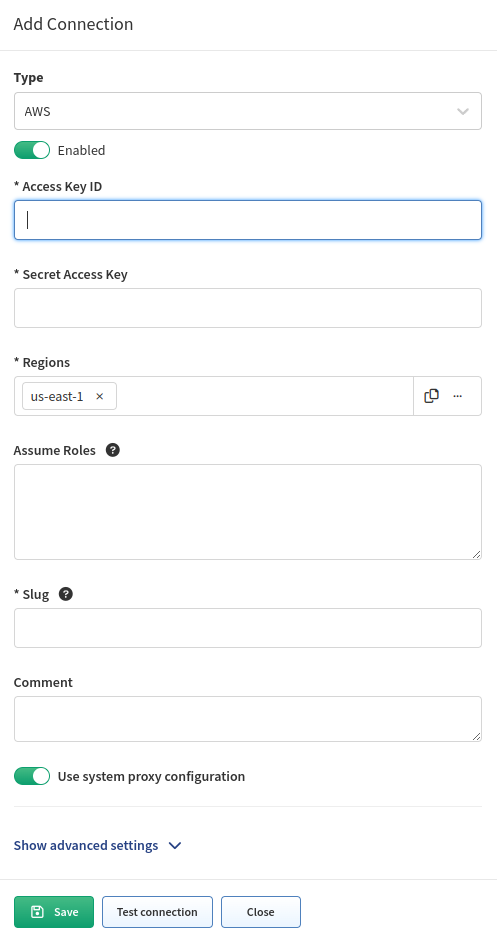 Add Connection
Type
AWS
Enabled
* Access Key ID
* Secret Access Key
* Regions
us-east-1 ×
Assume Roles ?
* Slug ?
Comment
Use system proxy configuration
Show advanced settings
Save Test connection Close